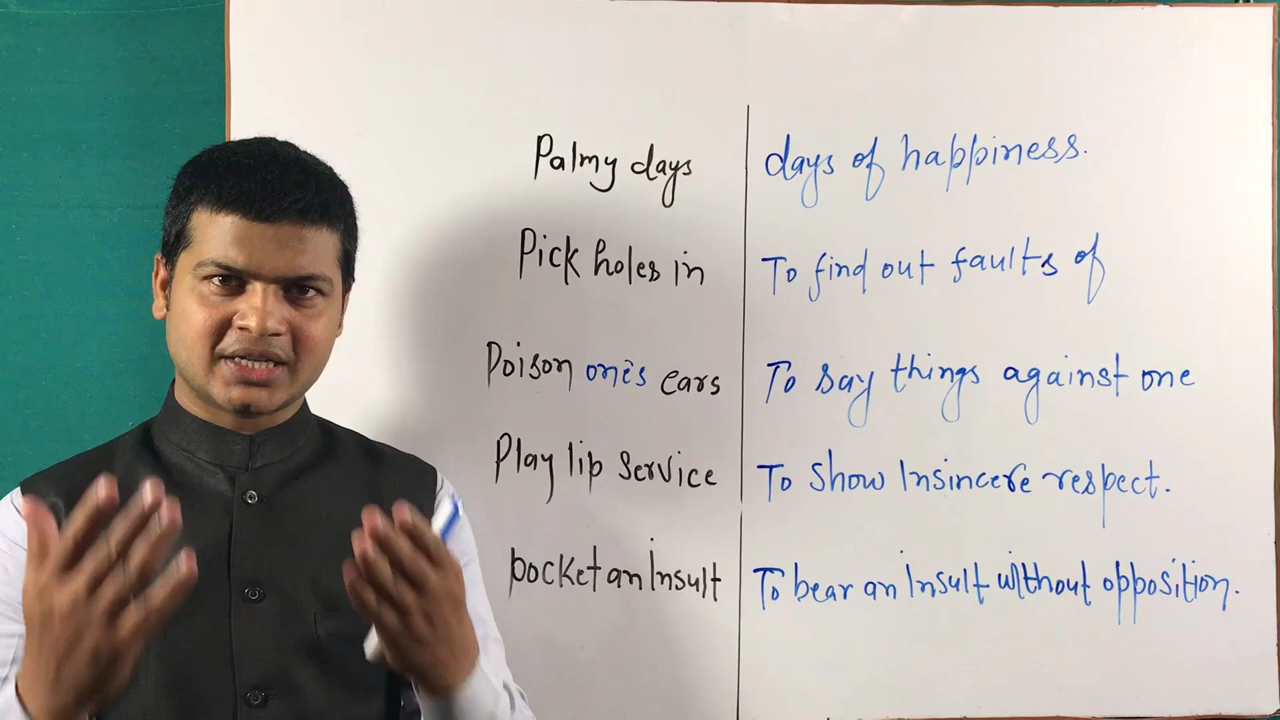 Palmy days days of happiness.
Pick holes in To find out faults of
Poison one's ears To say things against one
Play lip service To show Insincere respect.
pocket an Insult To bear an Insult without opposition.